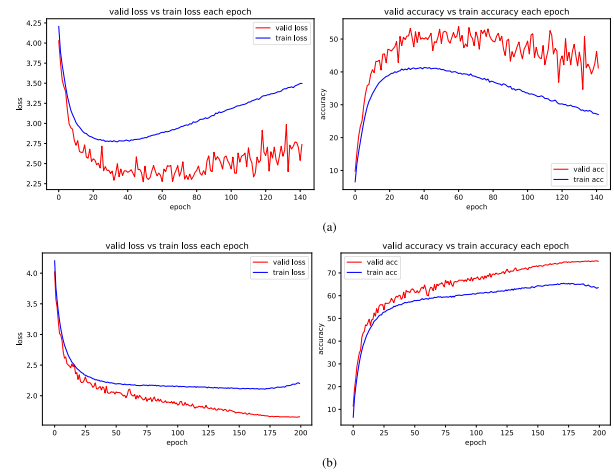 valid loss vs train loss each epoch
valid loss
train loss
4.25
4.00
3.75
3.50
3.25
3.00
2.75
2.50
2.25
loss
0 20 40 60 80 100 120 140
epoch
valid accuracy vs train accuracy each epoch
50
40
30
20
10
accuracy
valid acc
train acc
0 20 40 60 80 100 120 140
epoch
(a)
valid loss vs train loss each epoch
valid loss
train loss
4.0
3.5
3.0
2.5
2.0
loss
0 25 50 75 100 125 150 175 200
epoch
valid accuracy vs train accuracy each epoch
valid acc
train acc
70
60
50
40
30
20
10
accuracy
0 25 50 75 100 125 150 175 200
epoch
(b)